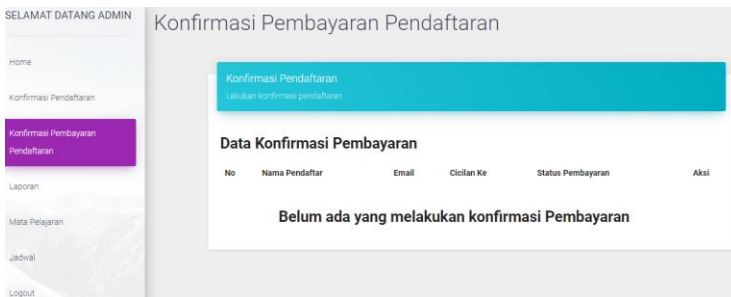 SELAMAT DATANG ADMIN
Home
Konfirmasi Pendaftaran
Konfirmasi Pembayaran
Pendaftaran
Laporan
Mata Pelajaran
Jadwal
Logout
Konfirmasi Pembayaran Pendaftaran
Konfirmasi Pendaftaran
Lakukan konfirmasi pendaftaran
Data Konfirmasi Pembayaran
No Nama Pendaftar Email Cicilan Ke Status Pembayaran Aksi
Belum ada yang melakukan konfirmasi Pembayaran